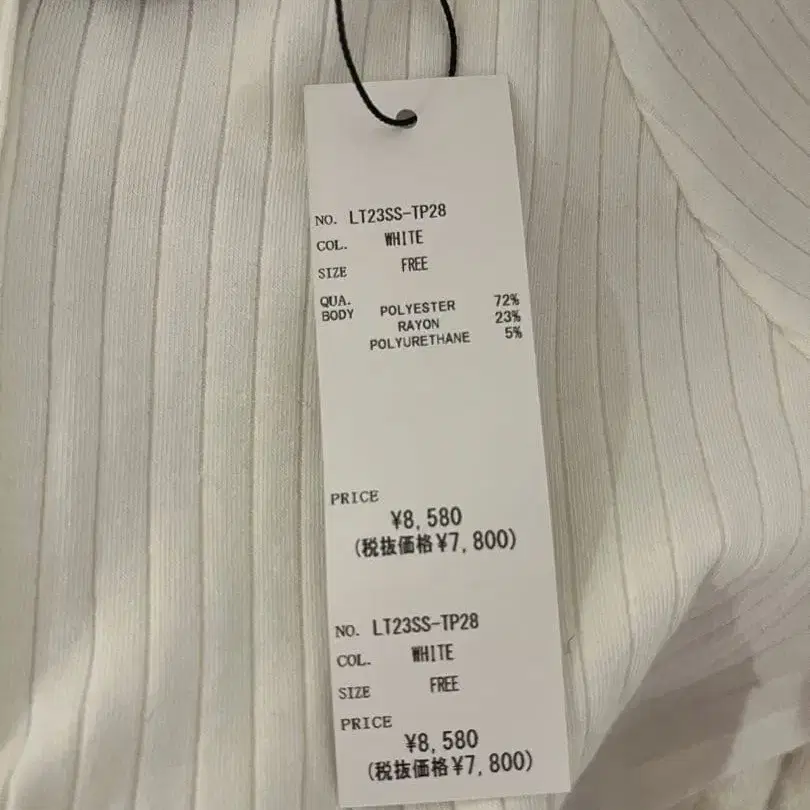 NO. LT23SS-TP28
COL. WHITE
SIZE FREE
QUA.
BODY POLYESTER 72%
RAYON 23%
POLYURETHANE 5%
PRICE
¥8,580
(税抜価格¥7,800)
NO. LT23SS-TP28
COL. WHITE
SIZE FREE
PRICE
¥8,580
(税抜価格¥7,800)